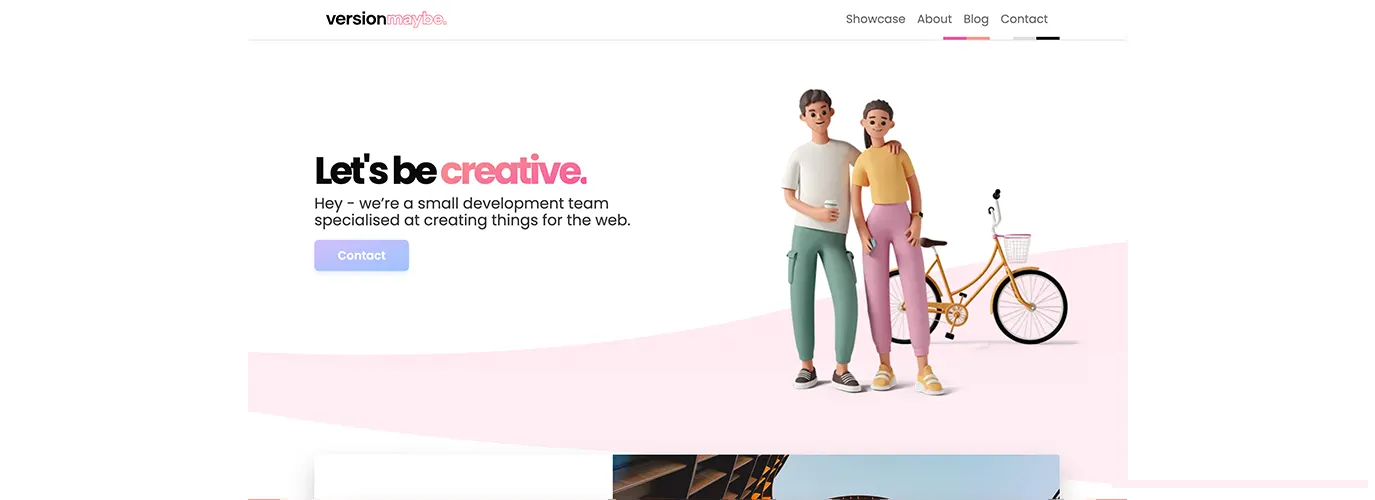 versionmaybe.
Showcase About Blog Contact
Let's be creative.
Hey - we’re a small development team
specialised at creating things for the web.
Contact